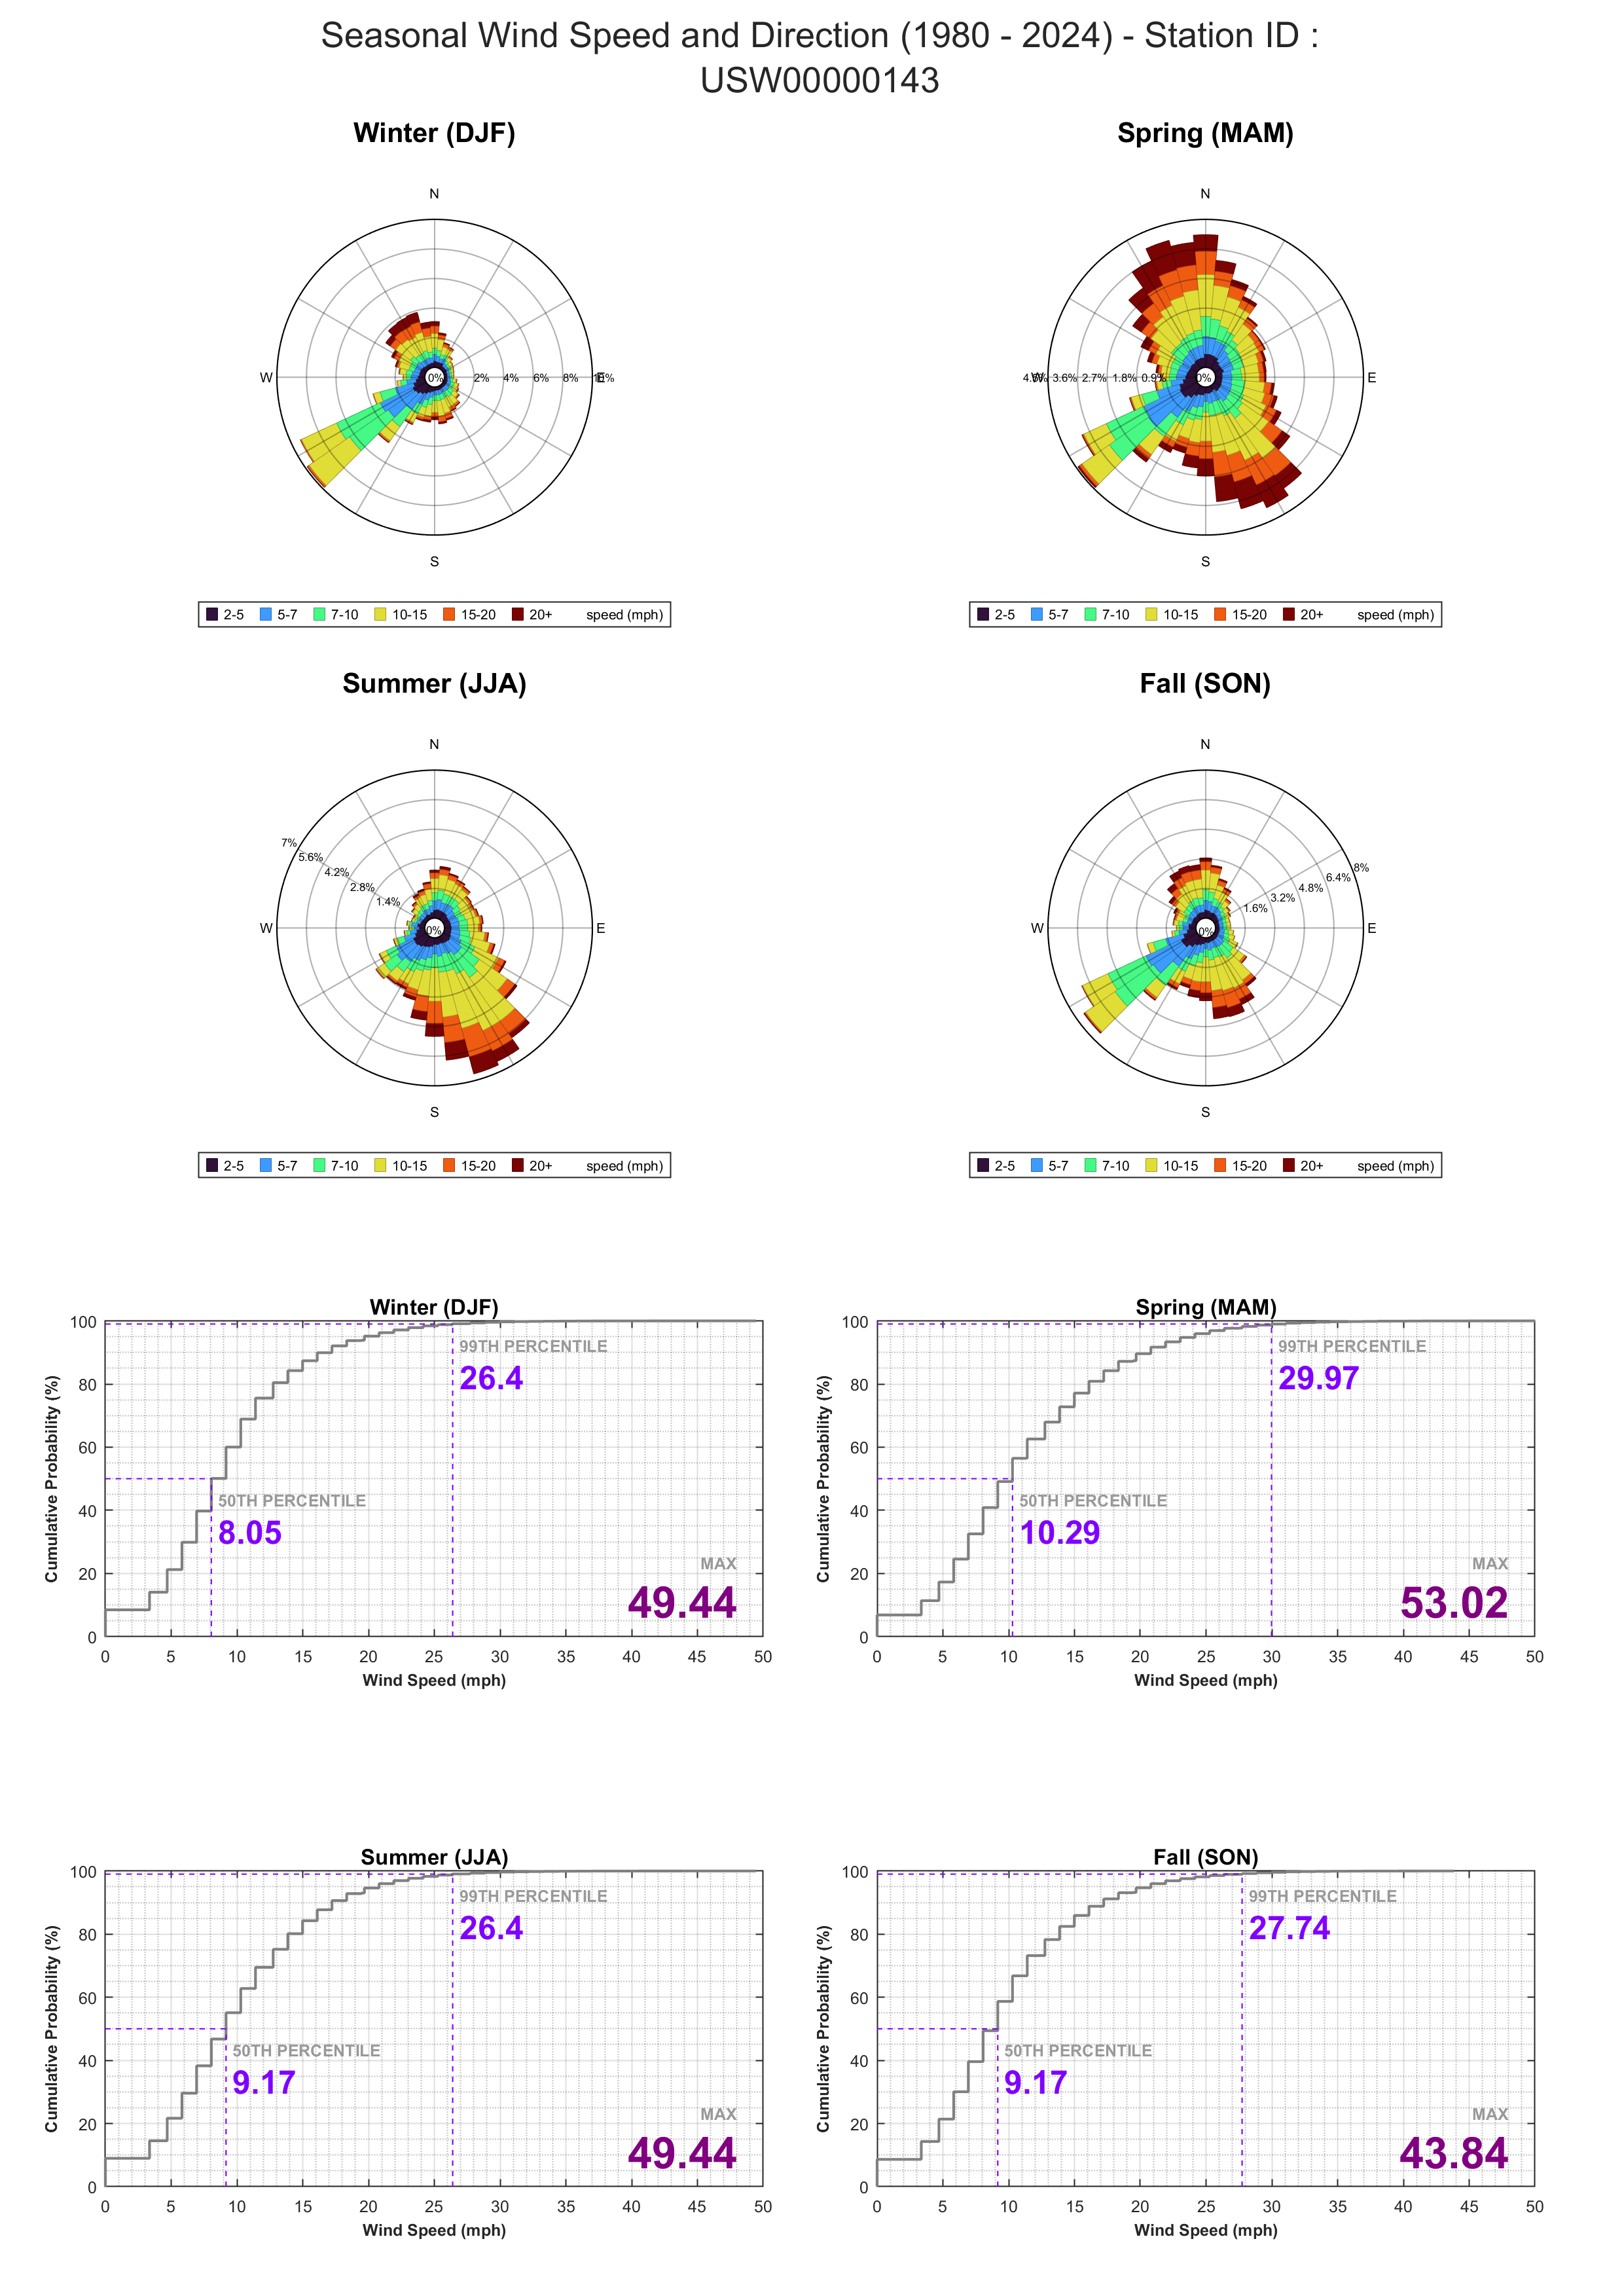 Seasonal Wind Speed and Direction (1980 - 2024) - Station ID :
USW00000143
Winter (DJF)
N
W
0%
2%
4%
6%
8%
10%
E
S
2-5 5-7 7-10 10-15 15-20 20+ speed (mph)
Spring (MAM)
N
4.5%
W
3.6%
2.7%
1.8%
0.9%
0%
E
S
2-5 5-7 7-10 10-15 15-20 20+ speed (mph)
Summer (JJA)
N
7%
5.6%
4.2%
2.8%
1.4%
0%
W
E
S
2-5 5-7 7-10 10-15 15-20 20+ speed (mph)
Fall (SON)
N
8%
6.4%
4.8%
3.2%
1.6%
0%
W
E
S
2-5 5-7 7-10 10-15 15-20 20+ speed (mph)
Winter (DJF)
Cumulative Probability (%)
100
80
60
40
20
0
99TH PERCENTILE
26.4
50TH PERCENTILE
8.05
MAX
49.44
0 5 10 15 20 25 30 35 40 45 50
Wind Speed (mph)
Spring (MAM)
Cumulative Probability (%)
100
80
60
40
20
0
99TH PERCENTILE
29.97
50TH PERCENTILE
10.29
MAX
53.02
0 5 10 15 20 25 30 35 40 45 50
Wind Speed (mph)
Summer (JJA)
Cumulative Probability (%)
100
80
60
40
20
0
99TH PERCENTILE
26.4
50TH PERCENTILE
9.17
MAX
49.44
0 5 10 15 20 25 30 35 40 45 50
Wind Speed (mph)
Fall (SON)
Cumulative Probability (%)
100
80
60
40
20
0
99TH PERCENTILE
27.74
50TH PERCENTILE
9.17
MAX
43.84
0 5 10 15 20 25 30 35 40 45 50
Wind Speed (mph)